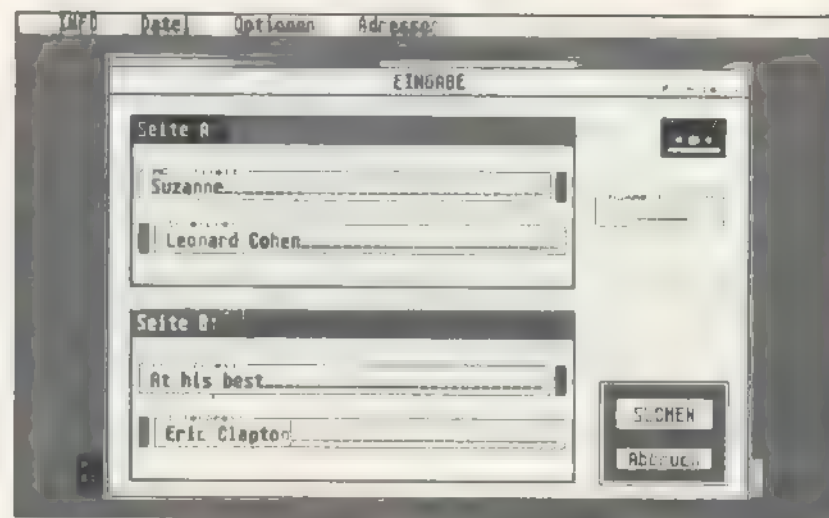 INFO Datei Optionen Adressen
EINGABE
Seite A
Suzanne
Leonard Cohen
Seite B:
At his best
Eric Clapton
SUCHEN
Abbruch